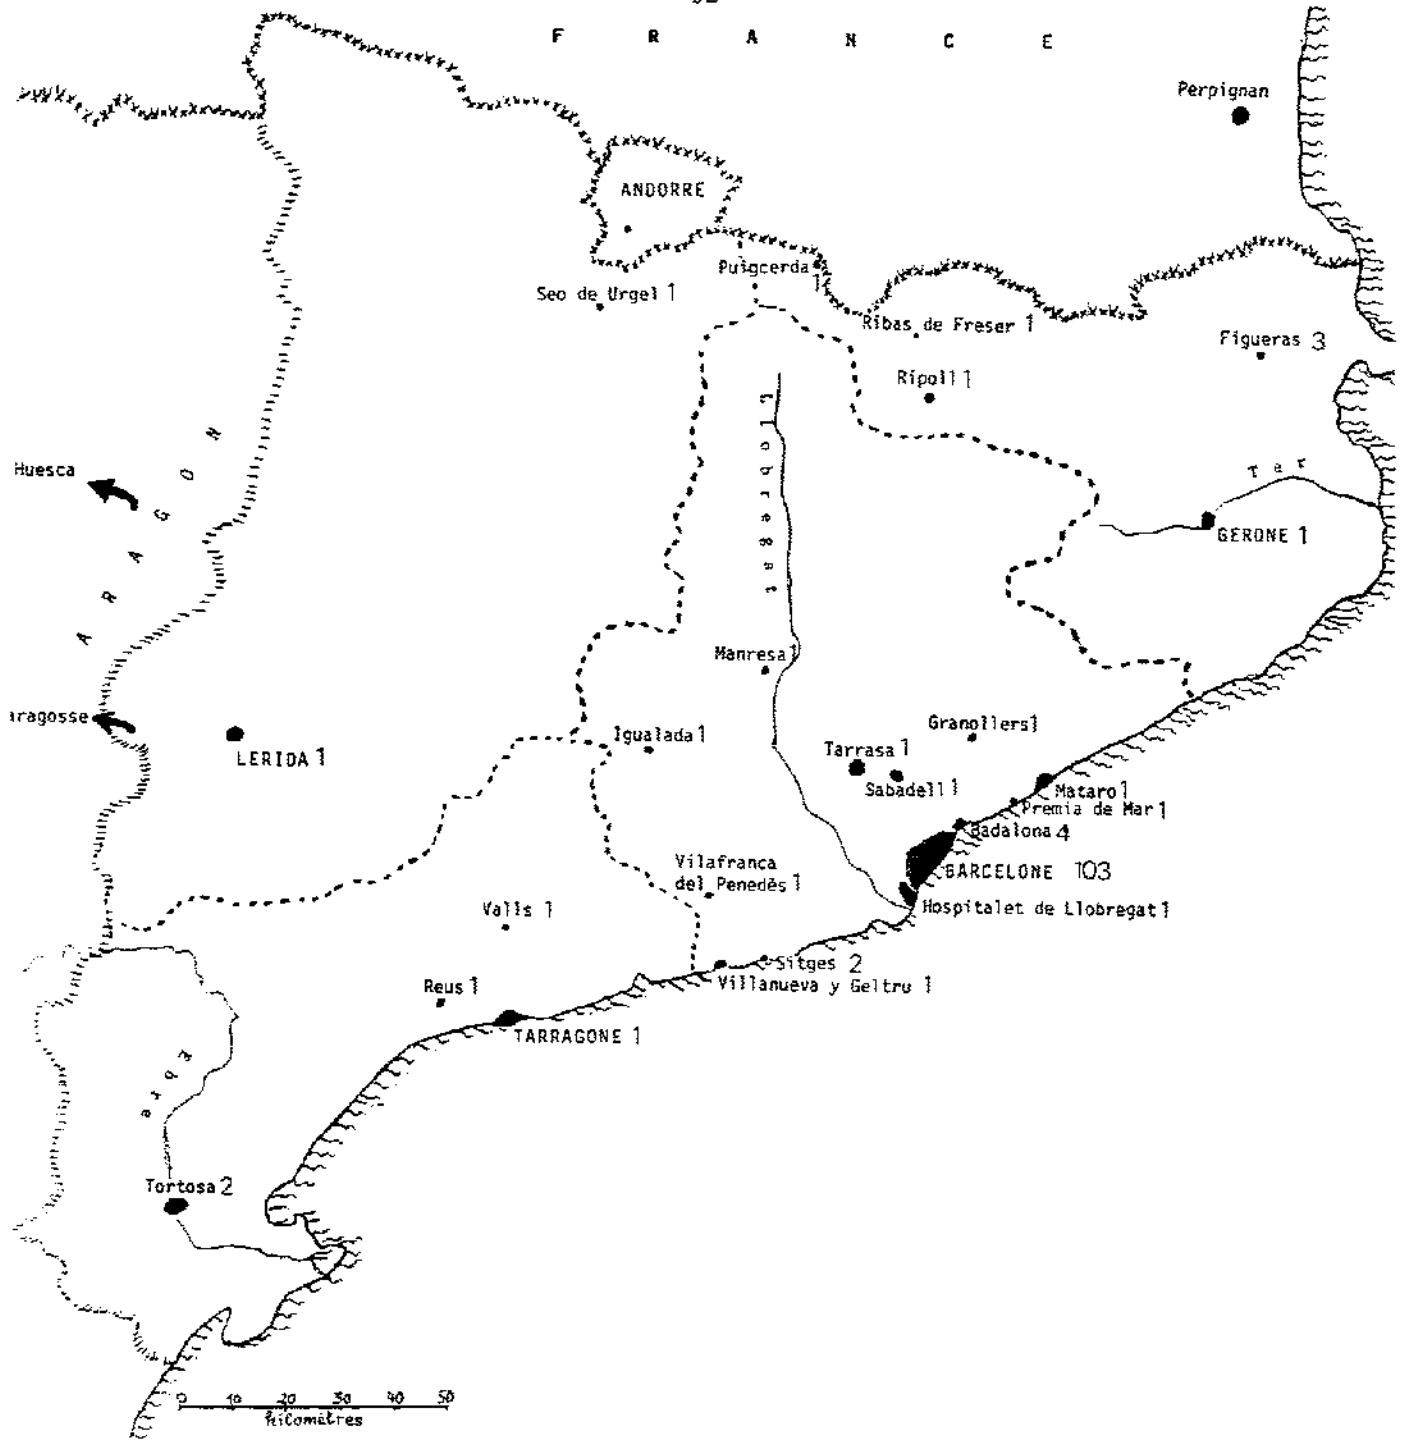 F R A N C E
Perpignan
ANDORRE
Puigcerda
1
Seo de Urgel 1
Ribas de Freser 1
Figueras 3
Ripoll 1
Llobregat
ARAGON
Huesca
Ter
GERONE 1
Manresa 1
aragosse
LERIDA 1
Igualada 1
Granollers 1
Tarrasa 1
Sabadell 1
Mataro 1
Premia de Mar 1
Badalona 4
BARCELONE 103
Hospitalet de Llobregat 1
Vilafranca
del Penedès 1
Valls 1
Sitges 2
Villanueva y Geltru 1
Reus 1
TARRAGONE 1
Ebre
Tortosa 2
0 10 20 30 40 50
kilomètres